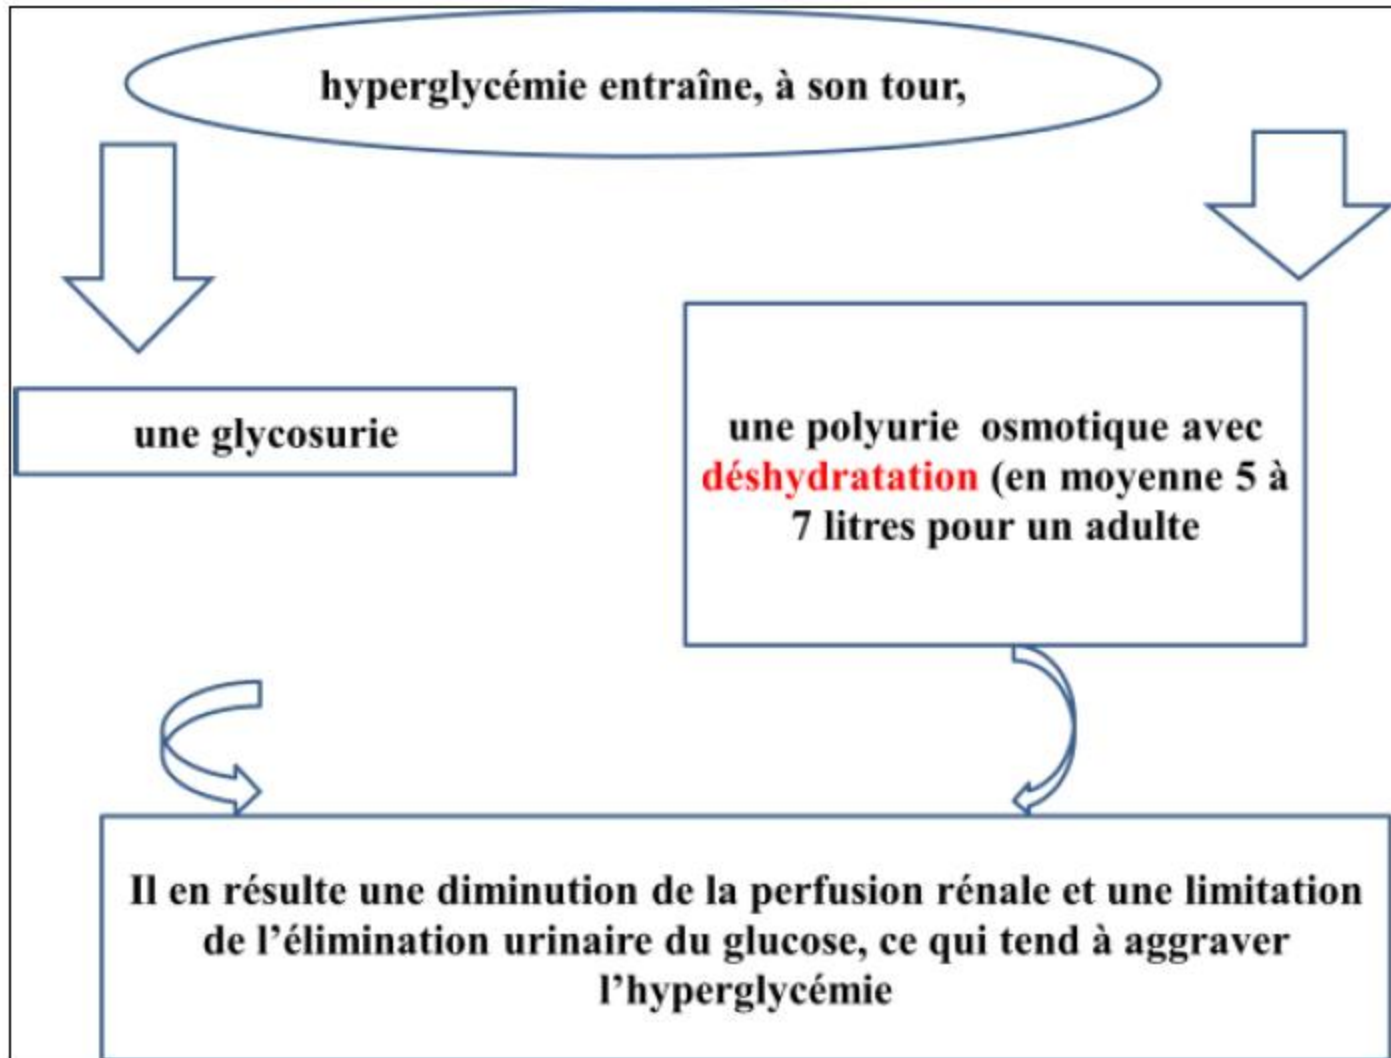 hyperglycémie entraîne, à son tour,
une glycosurie
une polyurie osmotique avec
déshydratation (en moyenne 5 à
7 litres pour un adulte
Il en résulte une diminution de la perfusion rénale et une limitation
de l’élimination urinaire du glucose, ce qui tend à aggraver
l’hyperglycémie